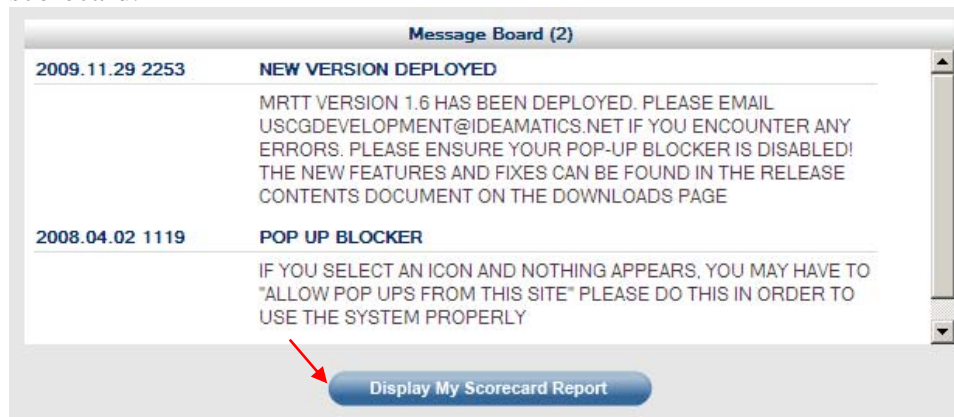 Message Board (2)
2009.11.29 2253 NEW VERSION DEPLOYED
MRTT VERSION 1.6 HAS BEEN DEPLOYED. PLEASE EMAIL
USCGDEVELOPMENT@IDEAMATICS.NET IF YOU ENCOUNTER ANY
ERRORS. PLEASE ENSURE YOUR POP-UP BLOCKER IS DISABLED!
THE NEW FEATURES AND FIXES CAN BE FOUND IN THE RELEASE
CONTENTS DOCUMENT ON THE DOWNLOADS PAGE
2008.04.02 1119 POP UP BLOCKER
IF YOU SELECT AN ICON AND NOTHING APPEARS, YOU MAY HAVE TO
"ALLOW POP UPS FROM THIS SITE" PLEASE DO THIS IN ORDER TO
USE THE SYSTEM PROPERLY
Display My Scorecard Report